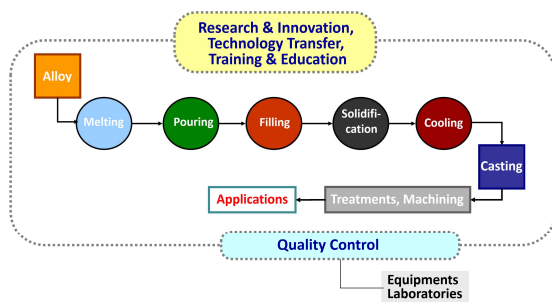 Research & Innovation,
Technology Transfer,
Training & Education
Alloy
Melting
Pouring
Filling
Solidifi-
cation
Cooling
Casting
Treatments, Machining
Applications
Quality Control
Equipments
Laboratories